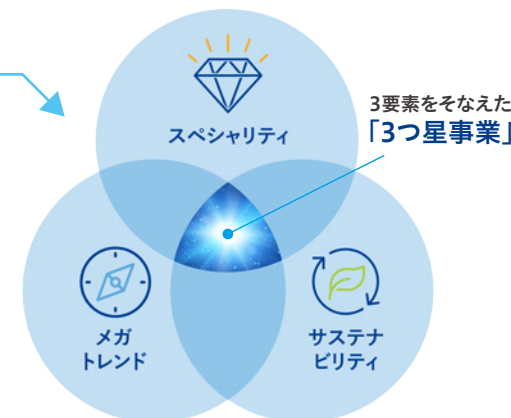 スペシャリティ
3要素をそなえた
「3つ星事業」
メガ
トレンド
サステナ
ビリティ